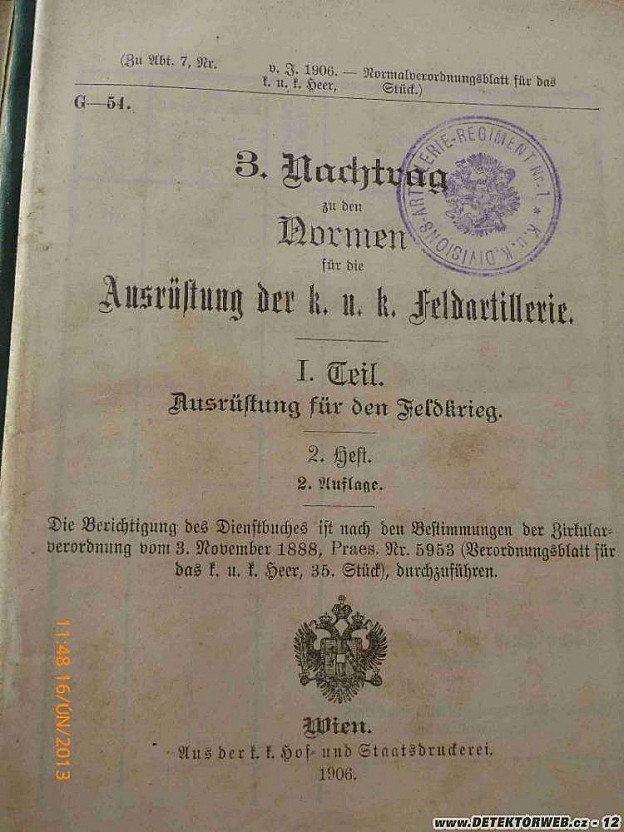 (Zu Abt. 7, Nr. v. J. 1906. — Normalverordnungsblatt für das
k. u. k. Heer, Stück.)
G—54.
3. Nachtrag
zu den
Normen
für die
Ausrüstung der k. u. k. Feldartillerie.
I. Teil.
Ausrüstung für den Feldkrieg.
2. Heft.
2. Auflage.
Die Berichtigung des Dienstbuches ist nach den Bestimmungen der Zirkular-
verordnung vom 3. November 1888, Praes. Nr. 5953 (Verordnungsblatt für
das k. u. k. Heer, 35. Stück), durchzuführen.
Wien.
Aus der k. k. Hof- und Staatsdruckerei.
1906.
K.u.K. DIVISIONS-ARTILLERIE-REGIMENT Nr. 1 *
11:48 16/ÚN/2013
www.DETEKTORWEB.cz - 12